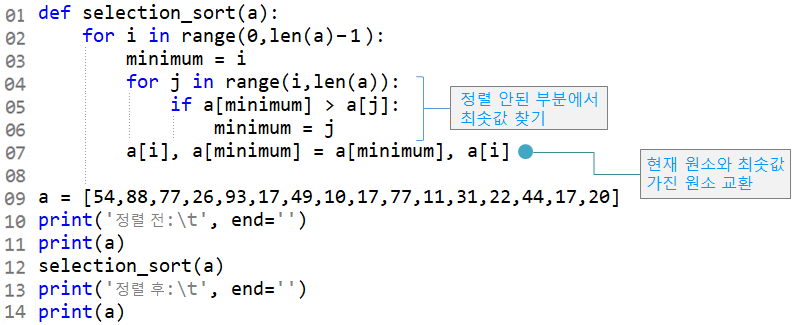 01 def selection_sort(a):
02     for i in range(0,len(a)-1):
03         minimum = i
04         for j in range(i,len(a)):
05             if a[minimum] > a[j]:
06                 minimum = j
07         a[i], a[minimum] = a[minimum], a[i]
08
09 a = [54,88,77,26,93,17,49,10,17,77,11,31,22,44,17,20]
10 print('정렬 전:\t', end='')
11 print(a)
12 selection_sort(a)
13 print('정렬 후:\t', end='')
14 print(a)
정렬 안된 부분에서
최솟값 찾기
현재 원소와 최솟값
가진 원소 교환